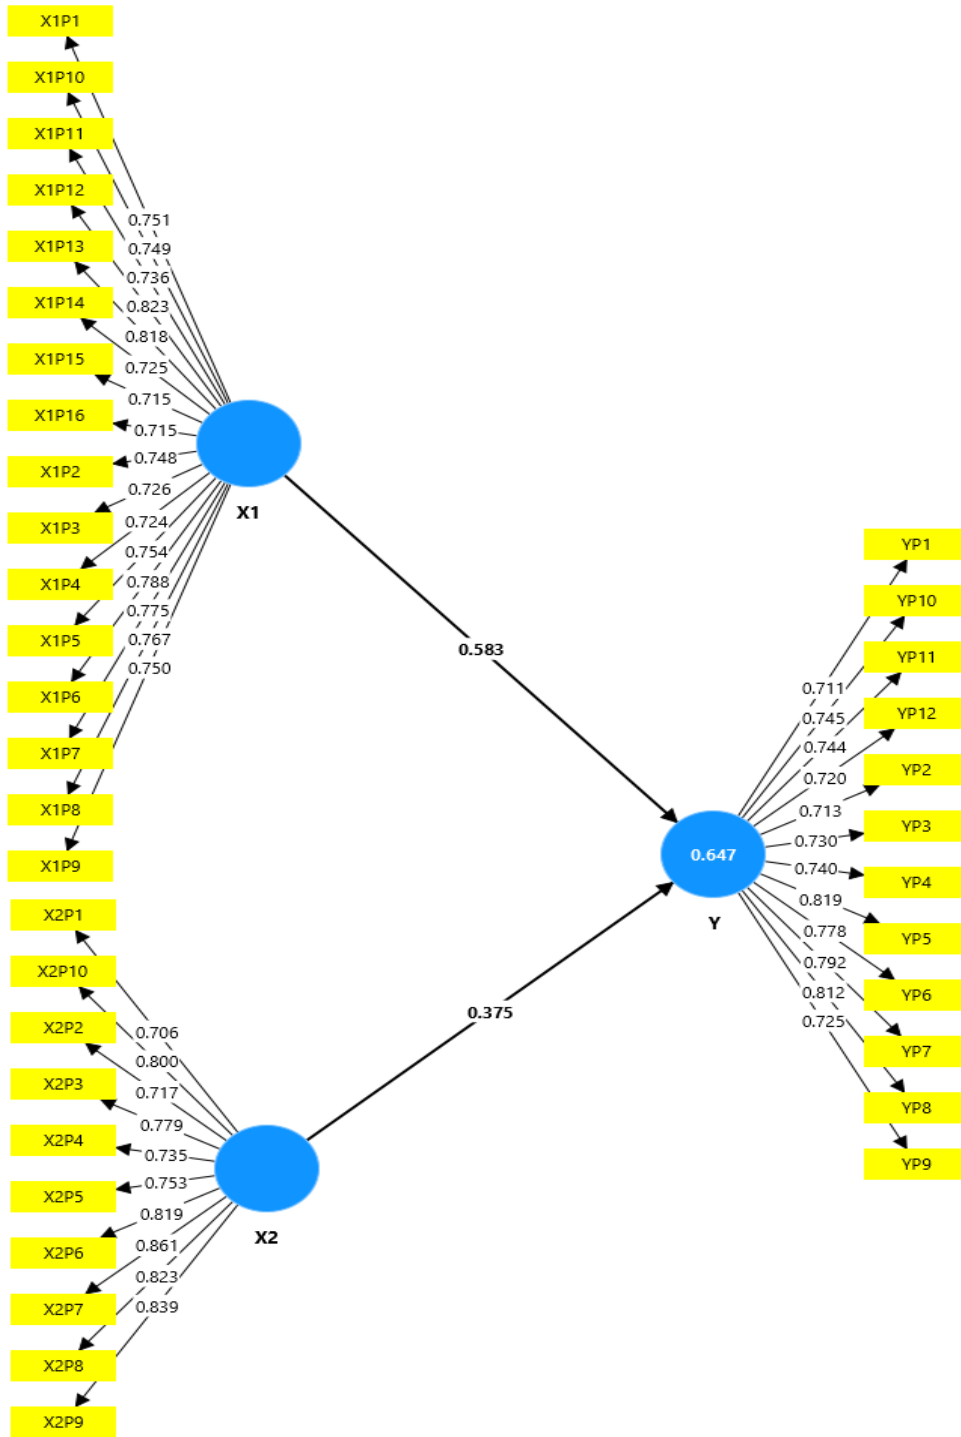 X1P1
X1P10
X1P11
X1P12
X1P13
X1P14
X1P15
X1P16
X1P2
X1P3
X1P4
X1P5
X1P6
X1P7
X1P8
X1P9
0.751
0.749
0.736
0.823
0.818
0.725
0.715
0.715
0.748
0.726
0.724
0.754
0.788
0.775
0.767
0.750
X1
0.583
X2P1
X2P10
X2P2
X2P3
X2P4
X2P5
X2P6
X2P7
X2P8
X2P9
0.706
0.800
0.717
0.779
0.735
0.753
0.819
0.861
0.823
0.839
X2
0.375
0.647
Y
0.711
0.745
0.744
0.720
0.713
0.730
0.740
0.819
0.778
0.792
0.812
0.725
YP1
YP10
YP11
YP12
YP2
YP3
YP4
YP5
YP6
YP7
YP8
YP9